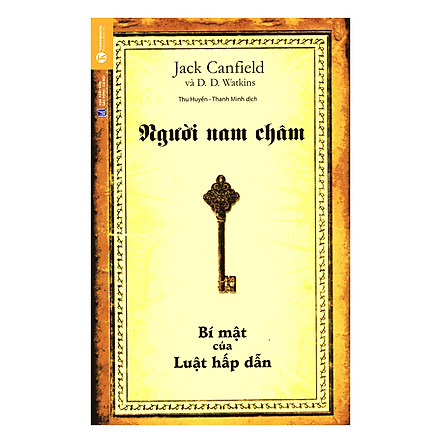 Jack Canfield
và D. D. Watkins
Thu Huyền - Thanh Minh dịch
Người nam châm
Bí mật
của
Luật hấp dẫn